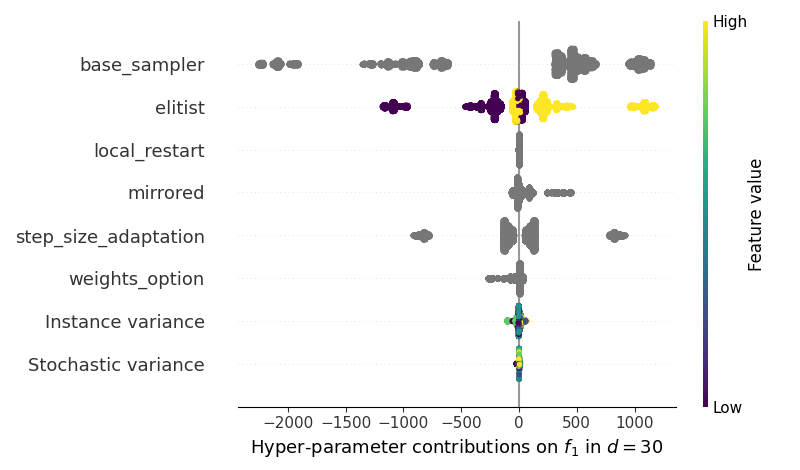 High
base_sampler
elitist
local_restart
mirrored
step_size_adaptation
weights_option
Instance variance
Stochastic variance
Feature value
Low
−2000 −1500 −1000 −500 0 500 1000
Hyper-parameter contributions on f₁ in d = 30